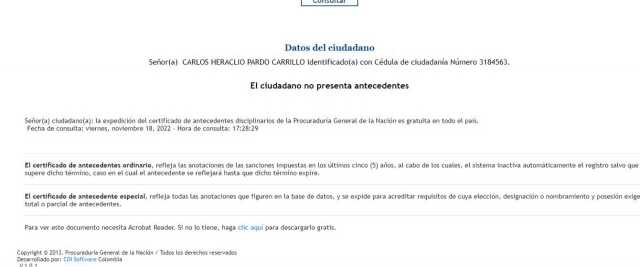 Consultar
Datos del ciudadano
Señor(a) CARLOS HERACLIO PARDO CARRILLO identificado(a) con Cédula de ciudadanía Número 3184563.
El ciudadano no presenta antecedentes
Señor(a) ciudadano(a): la expedición del certificado de antecedentes disciplinarios de la Procuraduría General de la Nación es gratuita en todo el país.
Fecha de consulta: viernes, noviembre 18, 2022 - Hora de consulta: 17:28:29
El certificado de antecedentes ordinario, refleja las anotaciones de las sanciones impuestas en los últimos cinco (5) años, al cabo de los cuales, el sistema inactiva automáticamente el registro salvo que
supere dicho término, caso en el cual el antecedente se reflejará hasta que dicho término expire.
El certificado de antecedente especial, refleja todas las anotaciones que figuren en la base de datos, y se expide para acreditar requisitos de cuya elección, designación ó nombramiento y posesión exige
total o parcial de antecedentes.
Para ver este documento necesita Acrobat Reader. Si no lo tiene, haga clic aquí para descargarlo gratis.
Copyright © 2013, Procuraduría General de la Nación / Todos los derechos reservados
Desarrollado por: CDI Software Colombia